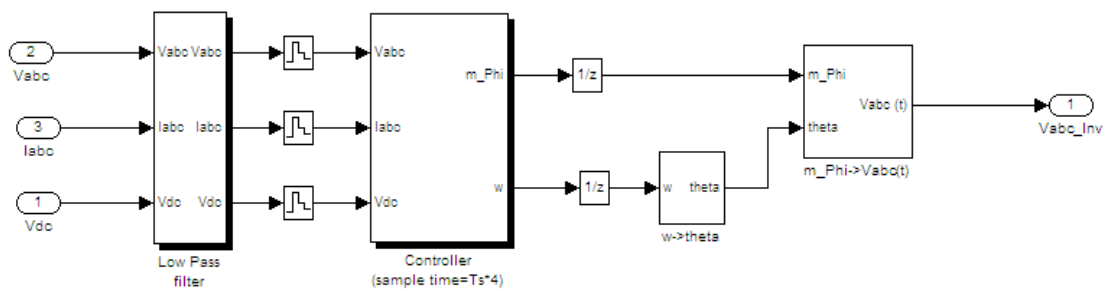 2
Vabc
3
Iabc
1
Vdc
Vabc Vabc
Iabc Iabc
Vdc Vdc
Low Pass
filter
Vabc
m_Phi
Iabc
w
Vdc
Controller
(sample time=Ts*4)
1/z
1/z
w theta
w->theta
m_Phi
Vabc (t)
theta
m_Phi->Vabc(t)
1
Vabc_Inv